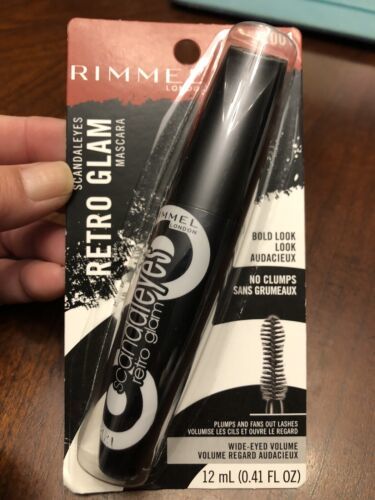 001
RIMMEL
LONDON
SCANDALEYES
RETRO GLAM
MASCARA
RIMMEL
LONDON
scandaleyes
retro glam
BOLD LOOK
LOOK
AUDACIEUX
NO CLUMPS
SANS GRUMEAUX
PLUMPS AND FANS OUT LASHES
VOLUMISE LES CILS ET OUVRE LE REGARD
WIDE-EYED VOLUME
VOLUME REGARD AUDACIEUX
12 mL (0.41 FL OZ)